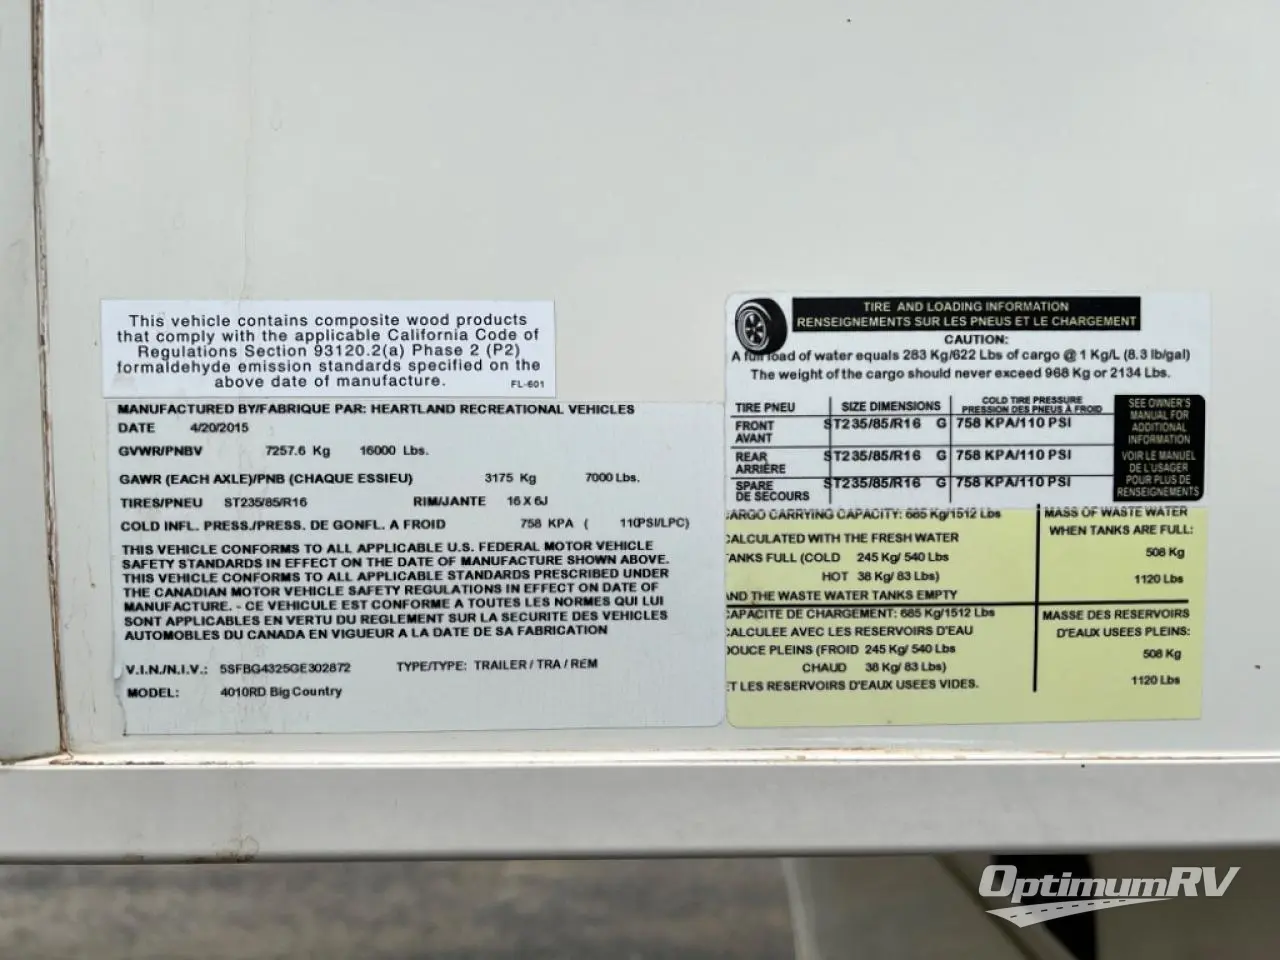 This vehicle contains composite wood products
that comply with the applicable California Code of
Regulations Section 93120.2(a) Phase 2 (P2)
formaldehyde emission standards specified on the
above date of manufacture. FL-601
MANUFACTURED BY/FABRIQUE PAR: HEARTLAND RECREATIONAL VEHICLES
DATE 4/20/2015
GVWR/PNBV 7257.6 Kg 16000 Lbs.
GAWR (EACH AXLE)/PNB (CHAQUE ESSIEU) 3175 Kg 7000 Lbs.
TIRES/PNEU ST235/85/R16 RIM/JANTE 16 X 6J
COLD INFL. PRESS./PRESS. DE GONFL. A FROID 758 KPA ( 110PSI/LPC)
THIS VEHICLE CONFORMS TO ALL APPLICABLE U.S. FEDERAL MOTOR VEHICLE
SAFETY STANDARDS IN EFFECT ON THE DATE OF MANUFACTURE SHOWN ABOVE.
THIS VEHICLE CONFORMS TO ALL APPLICABLE STANDARDS PRESCRIBED UNDER
THE CANADIAN MOTOR VEHICLE SAFETY REGULATIONS IN EFFECT ON DATE OF
MANUFACTURE. - CE VEHICULE EST CONFORME A TOUTES LES NORMES QUI LUI
SONT APPLICABLES EN VERTU DU REGLEMENT SUR LA SECURITE DES VEHICLES
AUTOMOBLES DU CANADA EN VIGUEUR A LA DATE DE SA FABRICATION
V.I.N./N.I.V.: 5SFBG4325GE302872 TYPE/TYPE: TRAILER / TRA / REM
MODEL: 4010RD Big Country
TIRE AND LOADING INFORMATION
RENSEIGNEMENTS SUR LES PNEUS ET LE CHARGEMENT
CAUTION:
A full load of water equals 283 Kg/622 Lbs of cargo @ 1 Kg/L (8.3 lb/gal)
The weight of the cargo should never exceed 968 Kg or 2134 Lbs.
TIRE PNEU SIZE DIMENSIONS COLD TIRE PRESSURE
PRESSION DES PNEUS À FROID
FRONT ST235/85/R16 G 758 KPA/110 PSI
AVANT
REAR ST235/85/R16 G 758 KPA/110 PSI
ARRIÈRE
SPARE ST235/85/R16 G 758 KPA/110 PSI
DE SECOURS
SEE OWNER'S
MANUAL FOR
ADDITIONAL
INFORMATION
VOIR LE MANUEL
DE L'USAGER
POUR PLUS DE
RENSEIGNEMENTS
ARGO CARRYING CAPACITY: 685 Kg/1512 Lbs
ALCULATED WITH THE FRESH WATER
ANKS FULL (COLD 245 Kg/ 540 Lbs
HOT 38 Kg/ 83 Lbs)
ND THE WASTE WATER TANKS EMPTY
MASS OF WASTE WATER
WHEN TANKS ARE FULL:
508 Kg
1120 Lbs
APACITE DE CHARGEMENT: 685 Kg/1512 Lbs
ALCULEE AVEC LES RESERVOIRS D'EAU
OUCE PLEINS (FROID 245 Kg/ 540 Lbs
CHAUD 38 Kg/ 83 Lbs)
T LES RESERVOIRS D'EAUX USEES VIDES.
MASSE DES RESERVOIRS
D'EAUX USEES PLEINS:
508 Kg
1120 Lbs
OptimumRV